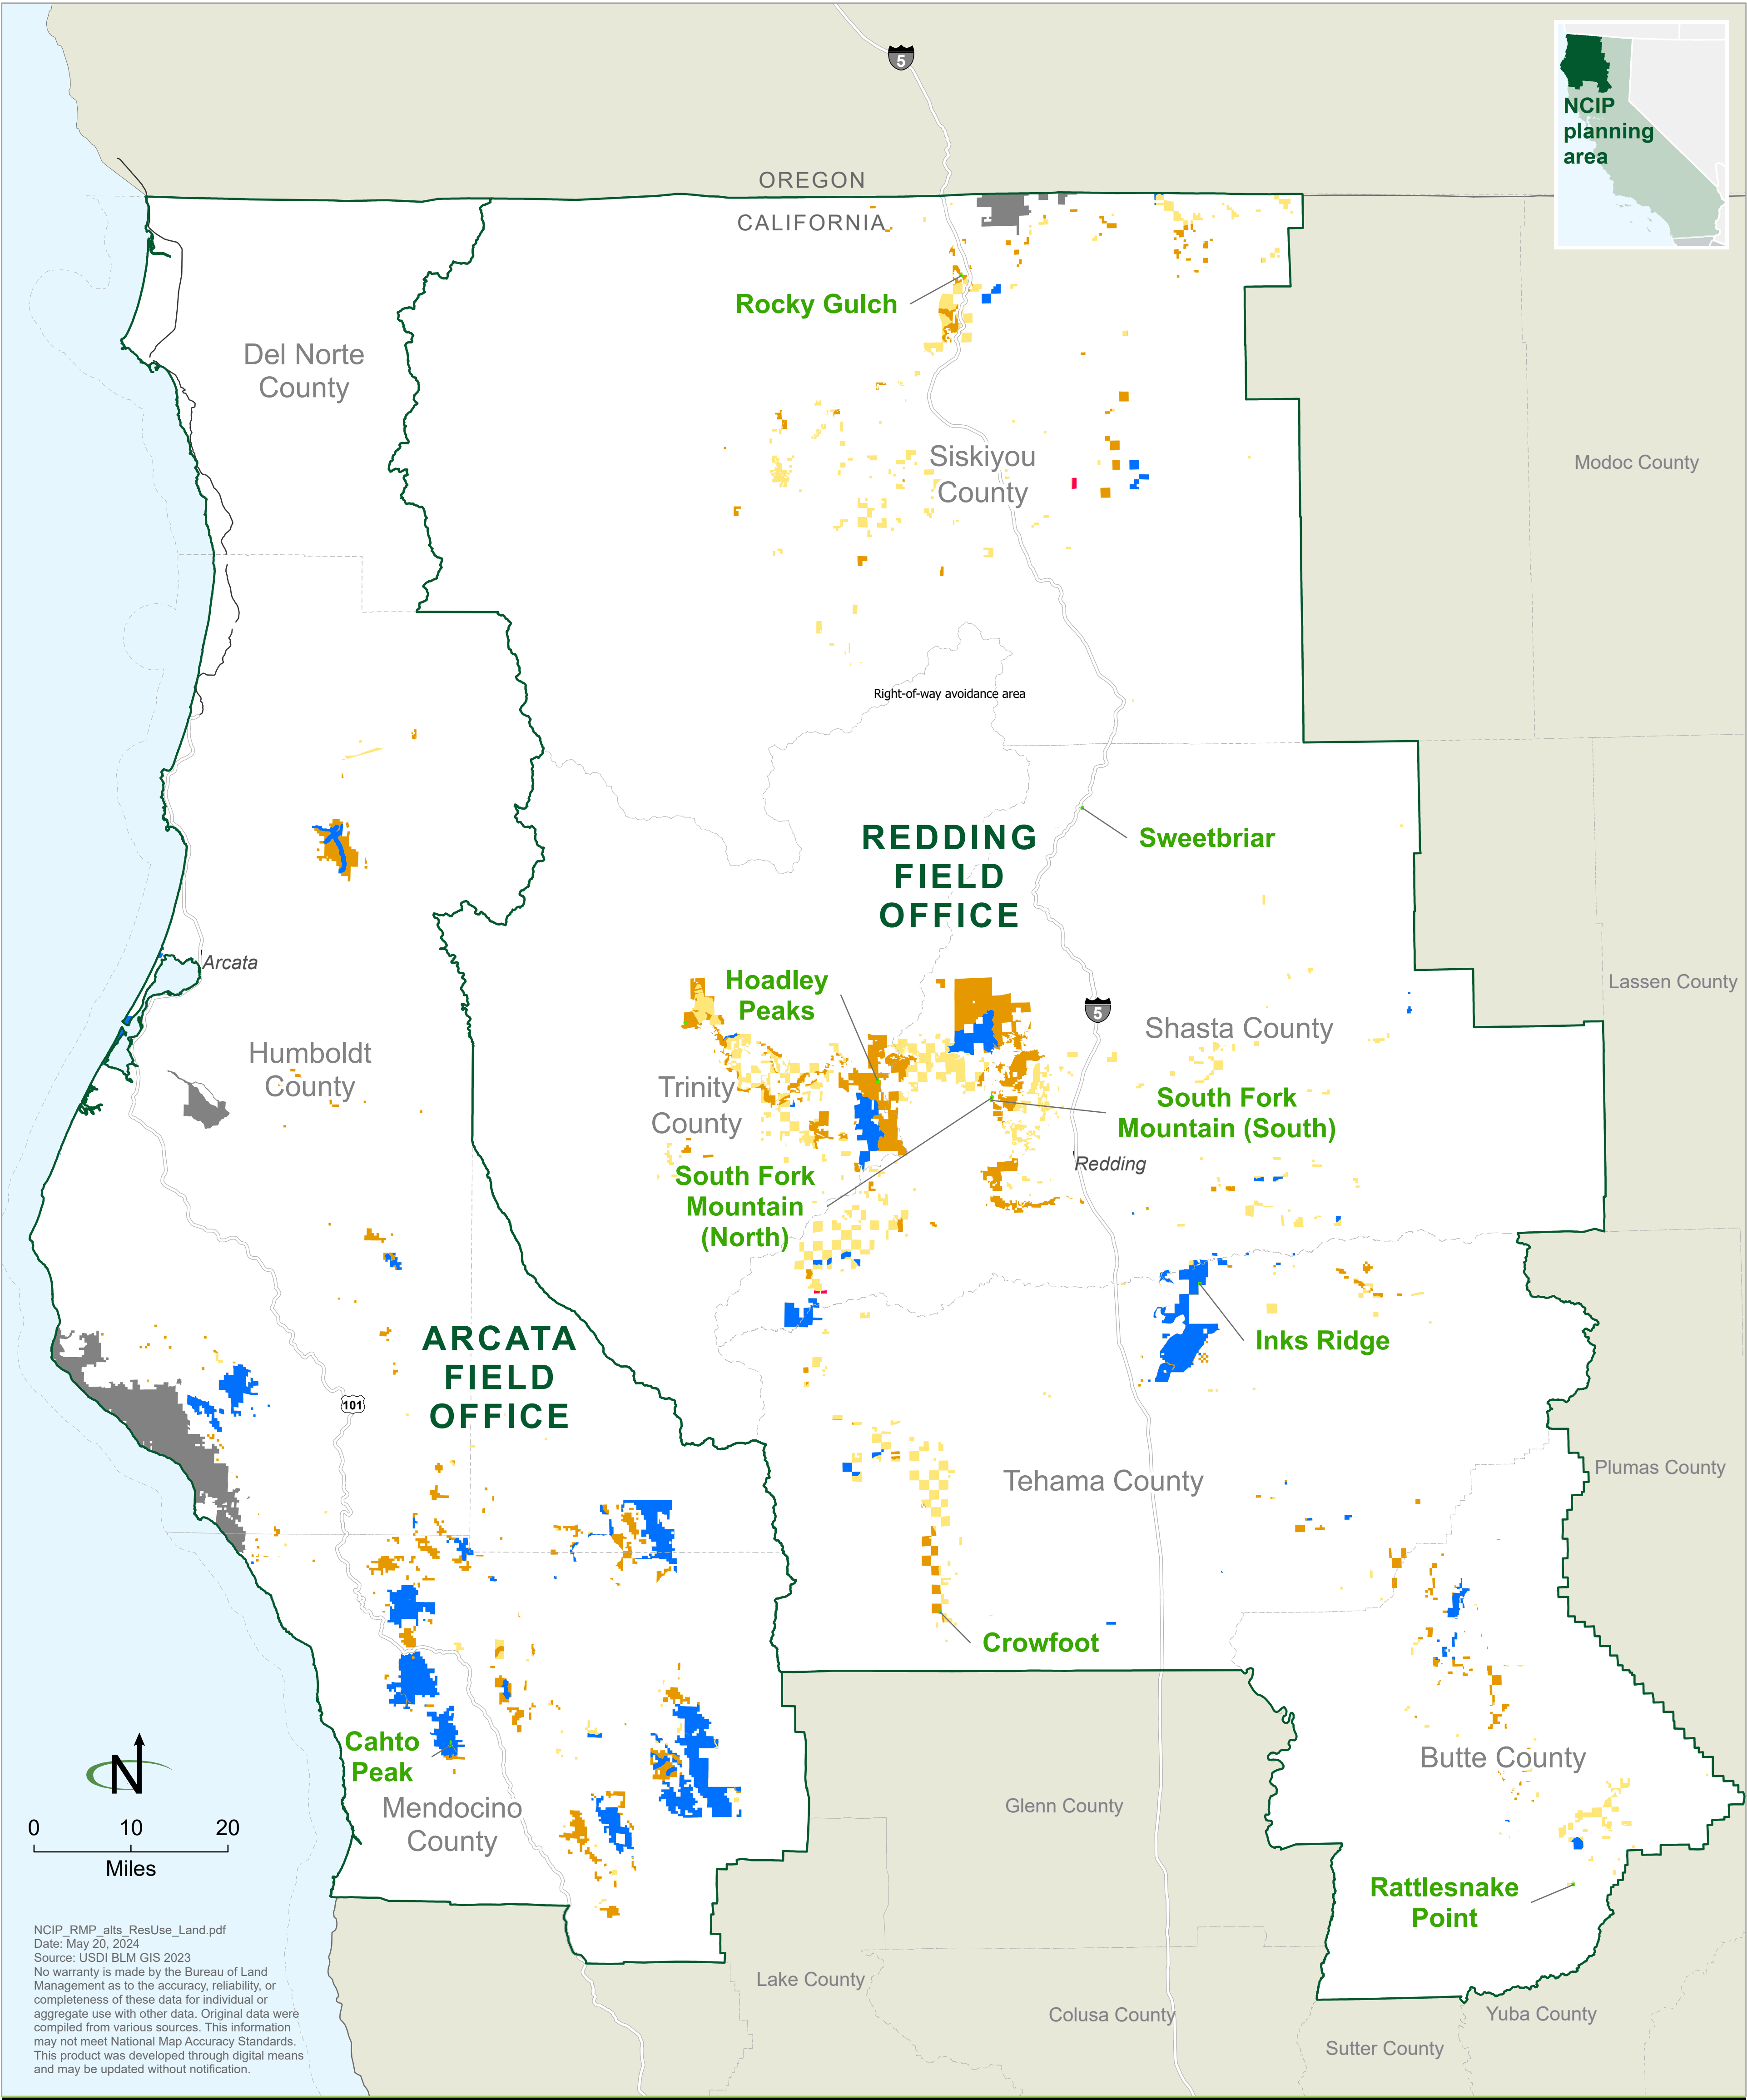 5
NCIP
planning
area
OREGON
CALIFORNIA
Rocky Gulch
Del Norte
County
Siskiyou
County
Modoc County
Right-of-way avoidance area
REDDING
FIELD
OFFICE
Sweetbriar
Arcata
Hoadley
Peaks
5
Lassen County
Shasta County
Humboldt
County
Trinity
County
South Fork
Mountain (South)
Redding
South Fork
Mountain
(North)
ARCATA
FIELD
OFFICE
Inks Ridge
101
Tehama County
Plumas County
Crowfoot
Cahto
Peak
N
Butte County
Mendocino
County
Glenn County
0 10 20
Miles
Rattlesnake
Point
NCIP_RMP_alts_ResUse_Land.pdf
Date: May 20, 2024
Source: USDI BLM GIS 2023
No warranty is made by the Bureau of Land
Management as to the accuracy, reliability, or
completeness of these data for individual or
aggregate use with other data. Original data were
compiled from various sources. This information
may not meet National Map Accuracy Standards.
This product was developed through digital means
and may be updated without notification.
Lake County
Colusa County
Yuba County
Sutter County